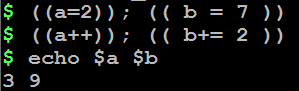 $ ((a=2)); (( b = 7 ))
$ ((a++)); (( b+= 2 ))
$ echo $a $b
3 9